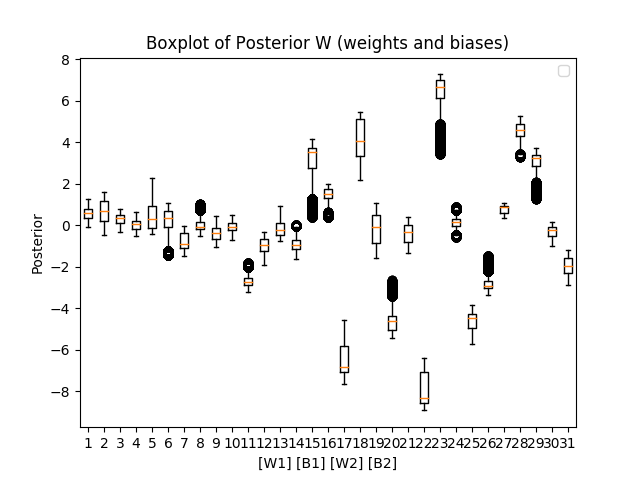 Boxplot of Posterior W (weights and biases)
8
6
4
2
0
−2
−4
−6
−8
Posterior
1 2 3 4 5 6 7 8 9 10 11 12 13 14 15 16 17 18 19 20 21 22 23 24 25 26 27 28 29 30 31
[W1] [B1] [W2] [B2]